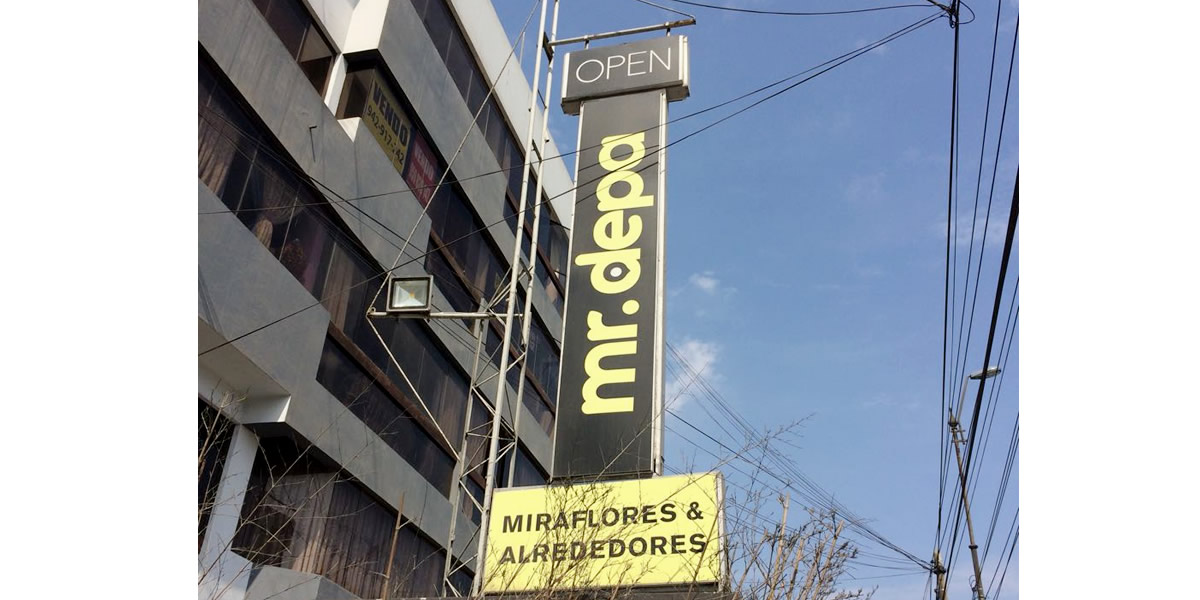 OPEN
mr.depa
MIRAFLORES &
ALREDEDORES
VENDO